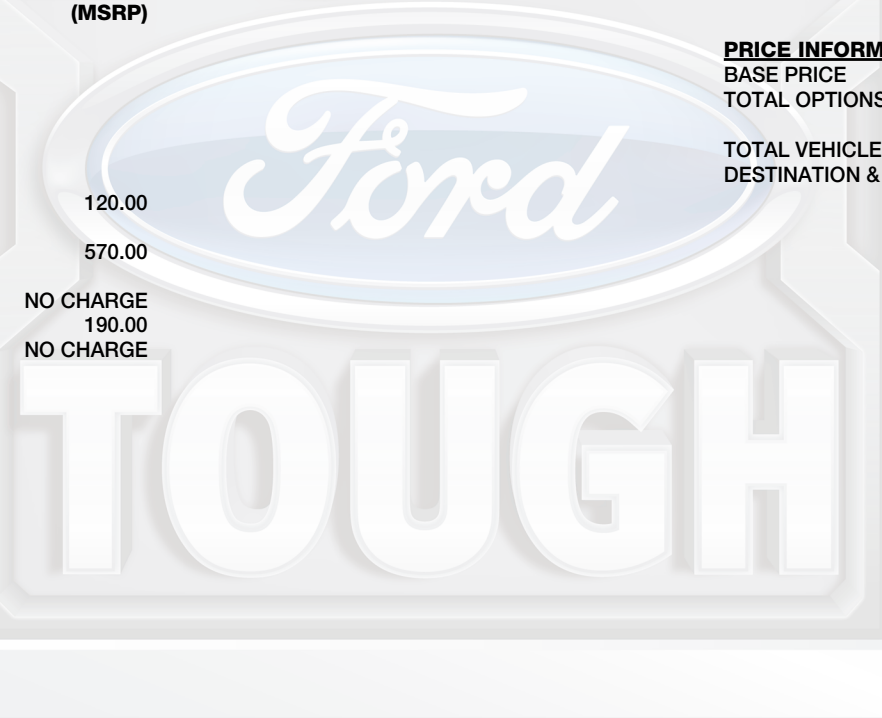 (MSRP)
120.00
570.00
NO CHARGE
190.00
NO CHARGE
PRICE INFORM
BASE PRICE
TOTAL OPTIONS
TOTAL VEHICLE
DESTINATION &
Ford
TOUGH